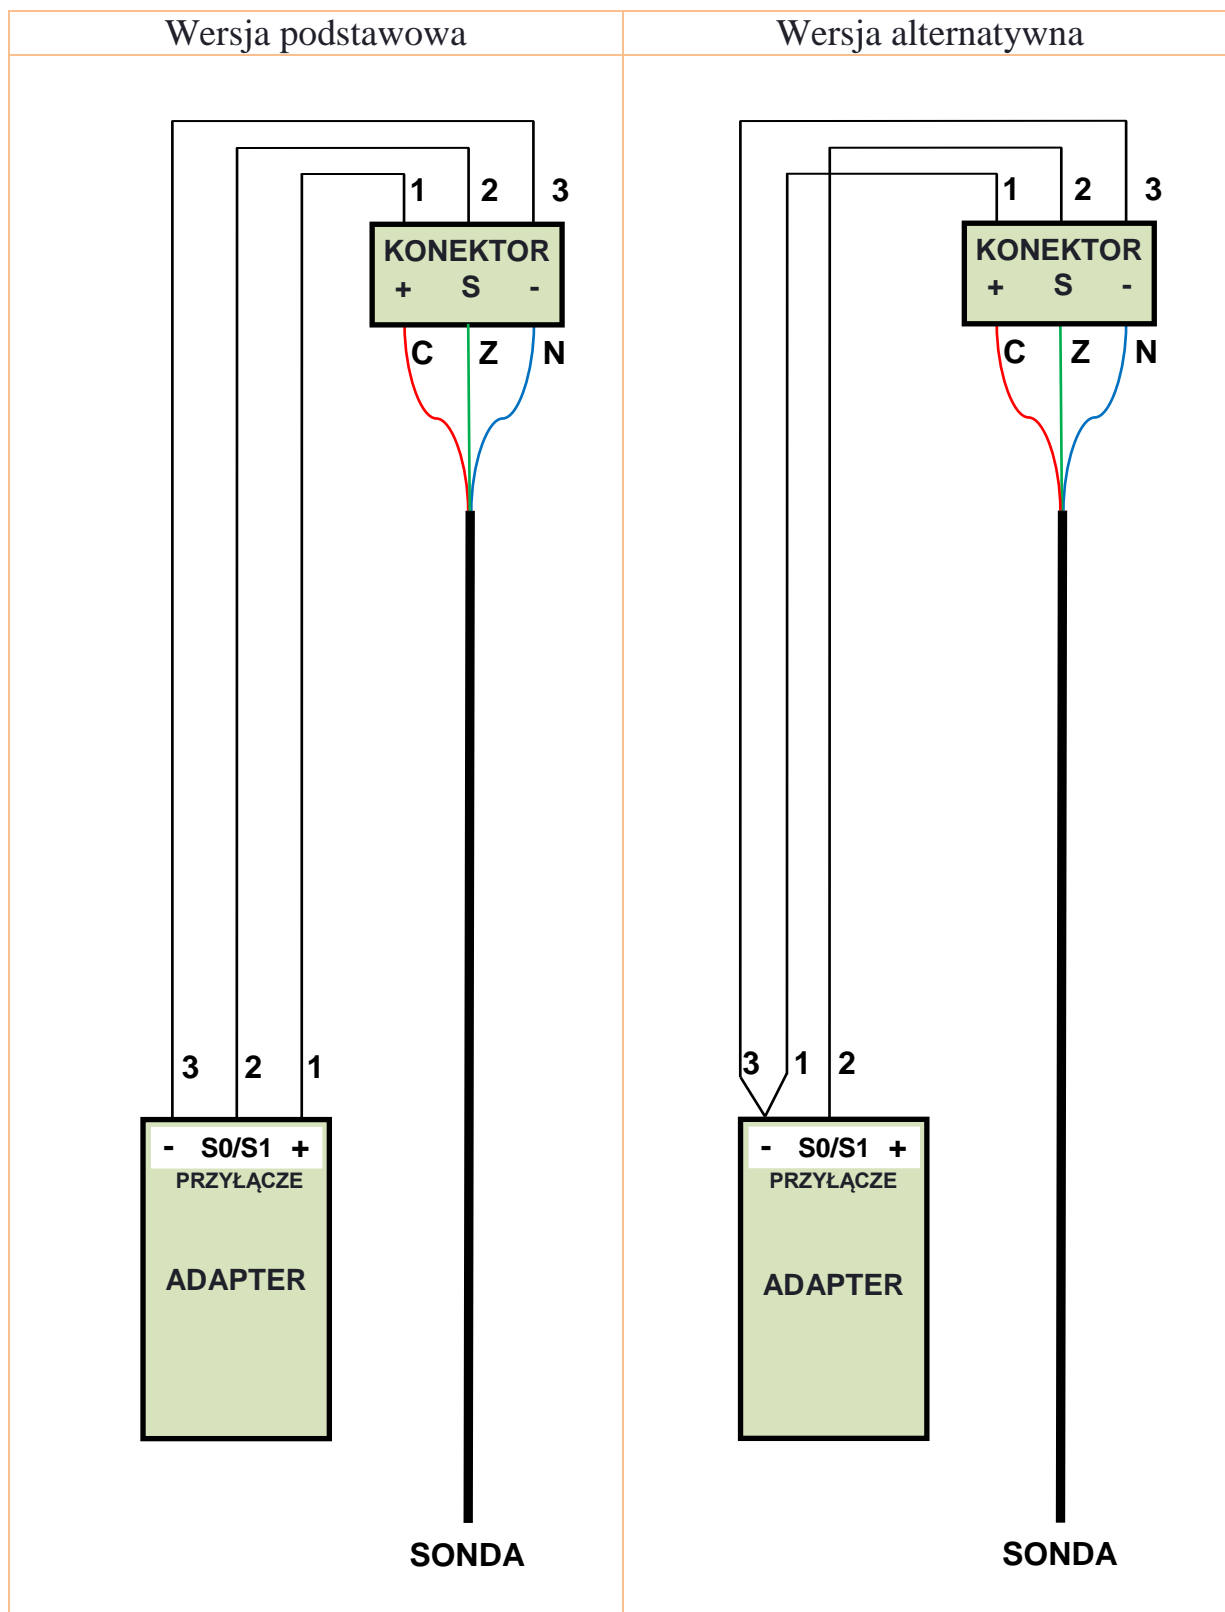 Wersja podstawowa
1 2 3
KONEKTOR
+ S -
C Z N
3 2 1
- S0/S1 +
PRZYŁĄCZE
ADAPTER
SONDA
Wersja alternatywna
1 2 3
KONEKTOR
+ S -
C Z N
3 1 2
- S0/S1 +
PRZYŁĄCZE
ADAPTER
SONDA